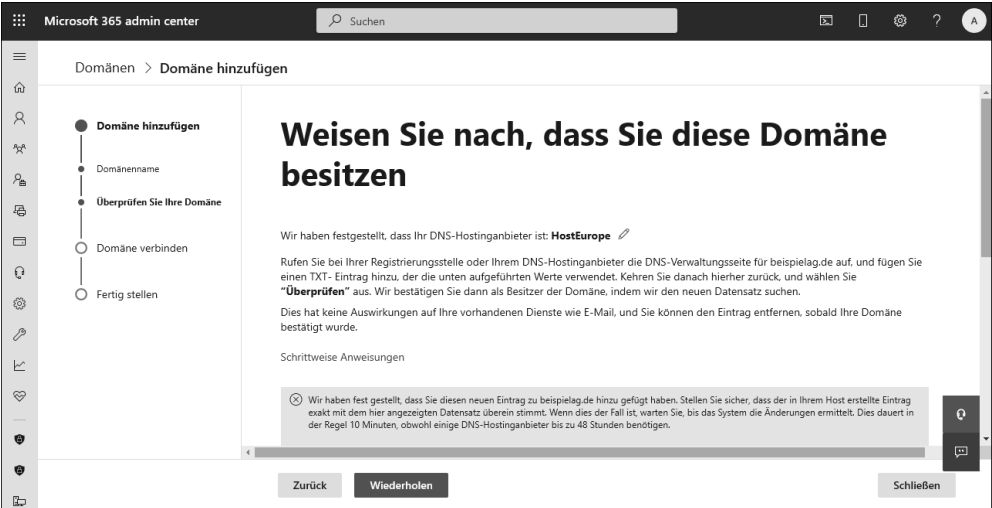 Microsoft 365 admin center
Suchen
A
Domänen > Domäne hinzufügen
Domäne hinzufügen
Domänenname
Überprüfen Sie Ihre Domäne
Domäne verbinden
Fertig stellen
Weisen Sie nach, dass Sie diese Domäne
besitzen
Wir haben festgestellt, dass Ihr DNS-Hostinganbieter ist: HostEurope
Rufen Sie bei Ihrer Registrierungsstelle oder Ihrem DNS-Hostinganbieter die DNS-Verwaltungsseite für beispielag.de auf, und fügen Sie
einen TXT- Eintrag hinzu, der die unten aufgeführten Werte verwendet. Kehren Sie danach hierher zurück, und wählen Sie
“Überprüfen” aus. Wir bestätigen Sie dann als Besitzer der Domäne, indem wir den neuen Datensatz suchen.
Dies hat keine Auswirkungen auf Ihre vorhandenen Dienste wie E-Mail, und Sie können den Eintrag entfernen, sobald Ihre Domäne
bestätigt wurde.
Schrittweise Anweisungen
Wir haben fest gestellt, dass Sie diesen neuen Eintrag zu beispielag.de hinzu gefügt haben. Stellen Sie sicher, dass der in Ihrem Host erstellte Eintrag
exakt mit dem hier angezeigten Datensatz überein stimmt. Wenn dies der Fall ist, warten Sie, bis das System die Änderungen ermittelt. Dies dauert in
der Regel 10 Minuten, obwohl einige DNS-Hostinganbieter bis zu 48 Stunden benötigen.
Zurück
Wiederholen
Schließen